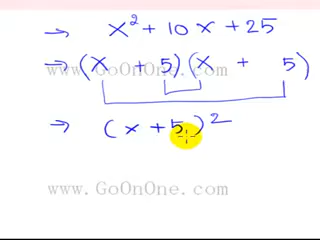 → x² + 10x + 25
→ (x + 5)(x + 5)
www.GoOnOne.com
→ (x + 5)²
www.GoOnOne.com